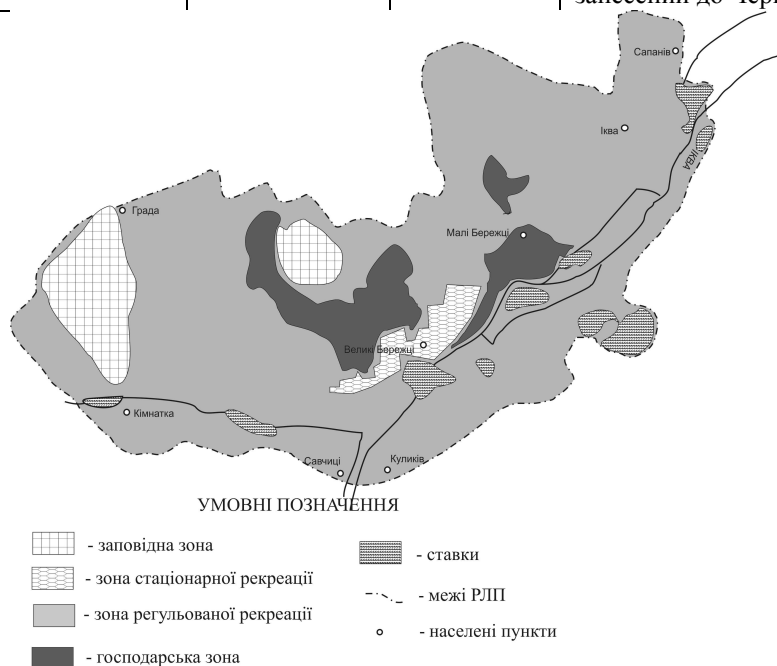 занесений до Черв
Сапанів
Іква
ІКВА
Града
Малі Бережці
Великі Бережці
Кімнатка
Савчиці
Куликів
УМОВНІ ПОЗНАЧЕННЯ
- заповідна зона
- зона стаціонарної рекреації
- зона регульованої рекреації
- господарська зона
- ставки
- межі РЛП
- населені пункти